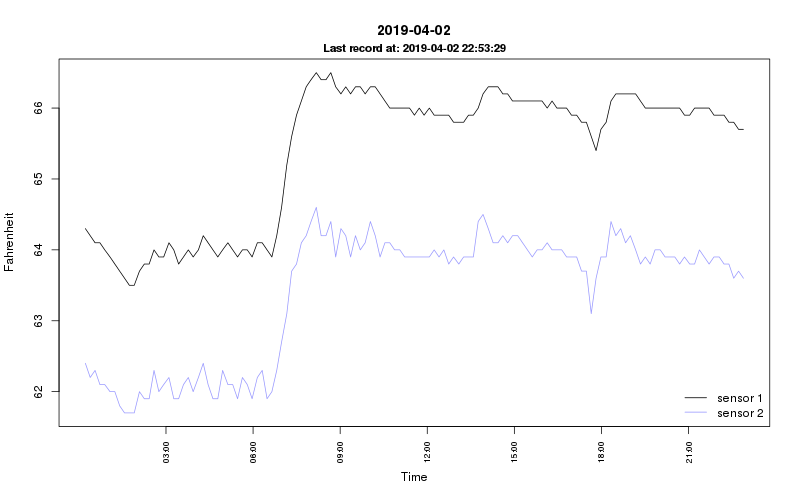 2019-04-02
Last record at: 2019-04-02 22:53:29
Fahrenheit
66
65
64
63
62
sensor 1
sensor 2
03:00 06:00 09:00 12:00 15:00 18:00 21:00
Time